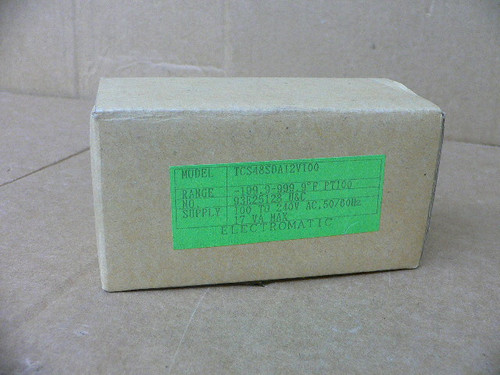 MODEL TCS48SDA12VT00
RANGE -199.9-999.9°F PT100
NO. 93825128 H&C
SUPPLY 100 TO 240V AC,50/60Hz
17 VA MAX
ELECTROMATIC